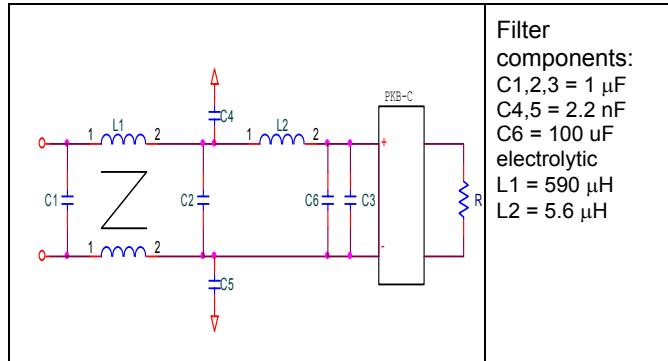 Filter
components:
C1,2,3 = 1 μF
C4,5 = 2.2 nF
C6 = 100 uF
electrolytic
L1 = 590 μH
L2 = 5.6 μH
PKB-C
C4
L1
L2
1 2
1 2
+
C1
C2
C6
C3
R
1 2
-
C5